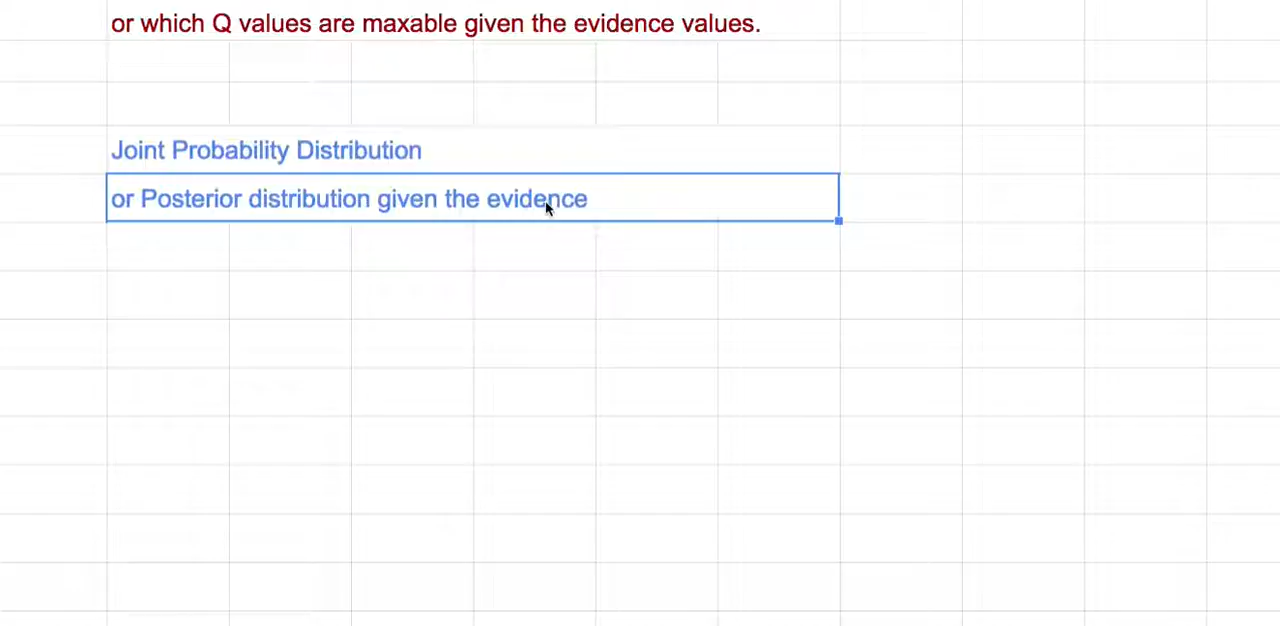 or which Q values are maxable given the evidence values.
Joint Probability Distribution
or Posterior distribution given the evidence